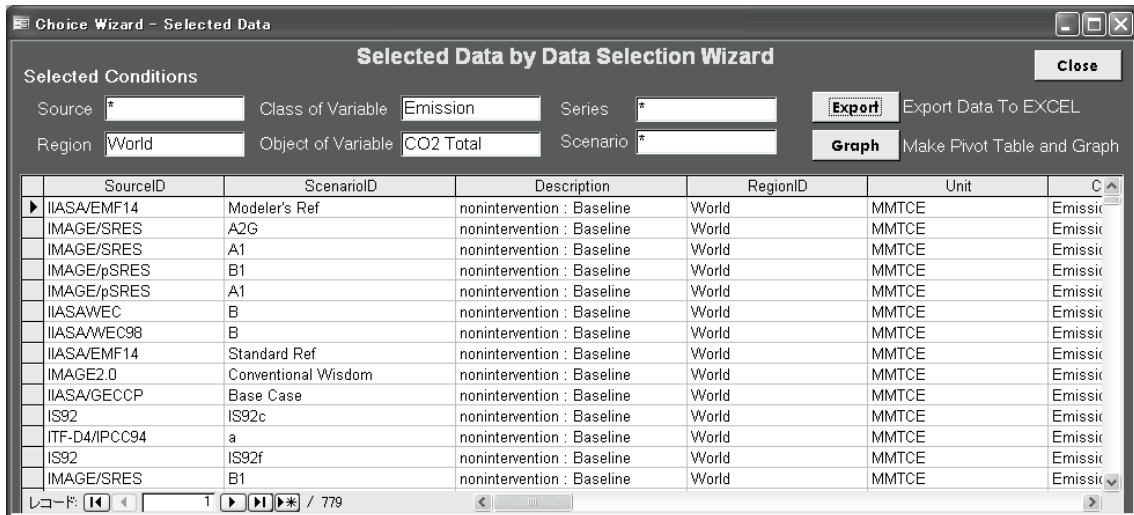 Choice Wizard - Selected Data
Selected Data by Data Selection Wizard
Close
Selected Conditions
Source * Class of Variable Emission Series * Export Export Data To EXCEL
Region World Object of Variable CO2 Total Scenario * Graph Make Pivot Table and Graph
SourceID ScenarioID Description RegionID Unit C
IIASA/EMF14 Modeler's Ref nonintervention : Baseline World MMTCE Emissi
IMAGE/SRES A2G nonintervention : Baseline World MMTCE Emissi
IMAGE/SRES A1 nonintervention : Baseline World MMTCE Emissi
IMAGE/pSRES B1 nonintervention : Baseline World MMTCE Emissi
IMAGE/pSRES A1 nonintervention : Baseline World MMTCE Emissi
IIASAWEC B nonintervention : Baseline World MMTCE Emissi
IIASA/WEC98 B nonintervention : Baseline World MMTCE Emissi
IIASA/EMF14 Standard Ref nonintervention : Baseline World MMTCE Emissi
IMAGE2.0 Conventional Wisdom nonintervention : Baseline World MMTCE Emissi
IIASA/GECCP Base Case nonintervention : Baseline World MMTCE Emissi
IS92 IS92c nonintervention : Baseline World MMTCE Emissi
ITF-D4/IPCC94 a nonintervention : Baseline World MMTCE Emissi
IS92 IS92f nonintervention : Baseline World MMTCE Emissi
IMAGE/SRES B1 nonintervention : Baseline World MMTCE Emissi
レコード: 1 / 779